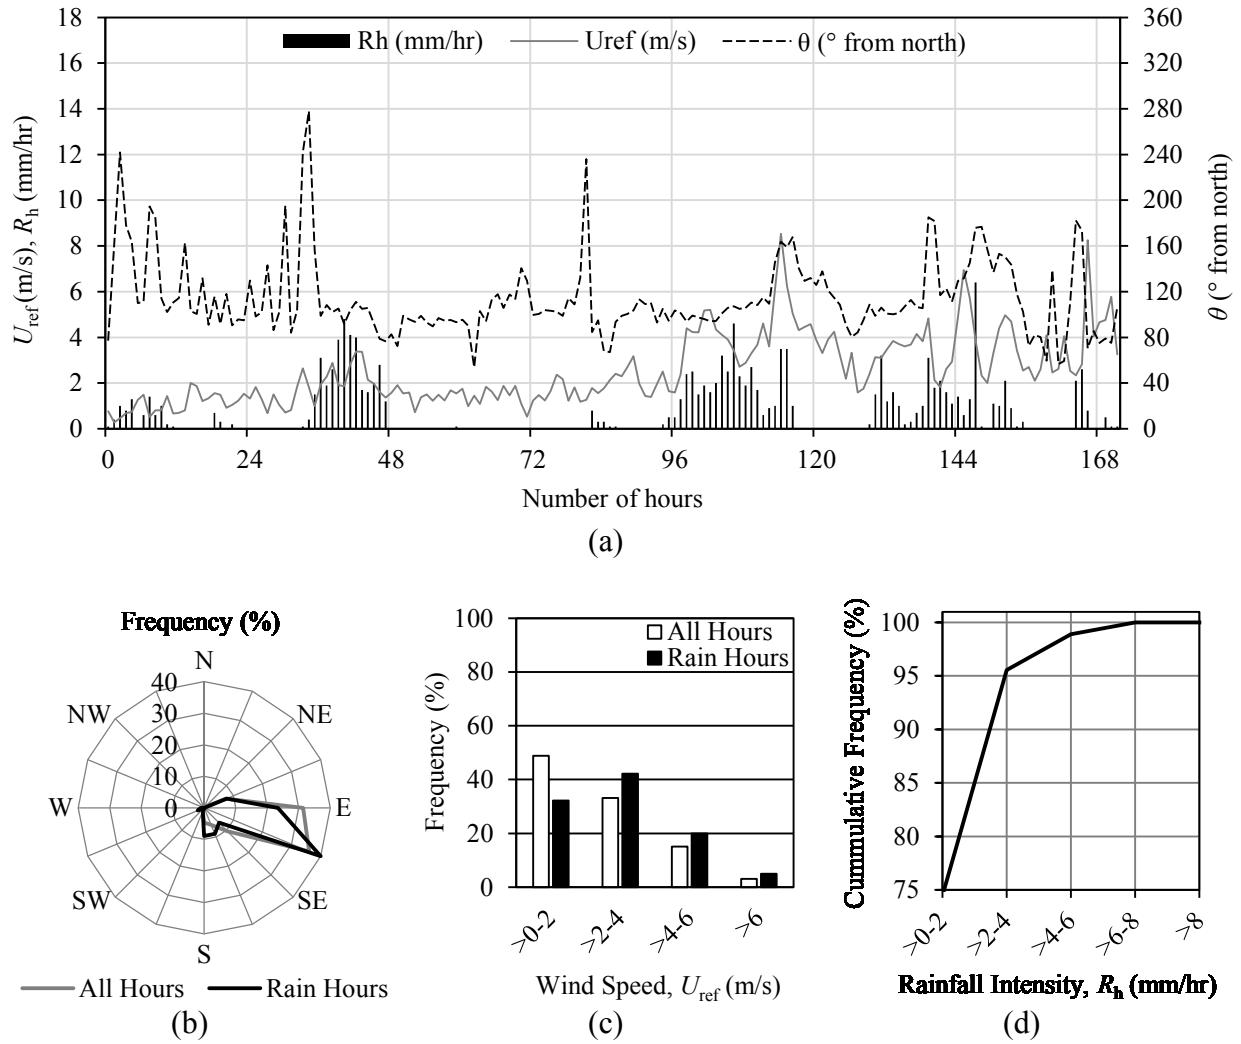 Rh (mm/hr) Uref (m/s) θ (° from north)
18 16 14 12 10 8 6 4 2 0
360 320 280 240 200 160 120 80 40 0
U_ref (m/s), R_h (mm/hr)
θ (° from north)
0 24 48 72 96 120 144 168
Number of hours
(a)
Frequency (%)
N
NE
E
SE
S
SW
W
NW
40
30
20
10
0
All Hours Rain Hours
(b)
Frequency (%)
100
80
60
40
20
0
All Hours
Rain Hours
>0-2 >2-4 >4-6 >6
Wind Speed, U_ref (m/s)
(c)
Cummulative Frequency (%)
100
95
90
85
80
75
>0-2 >2-4 >4-6 >6-8 >8
Rainfall Intensity, R_h (mm/hr)
(d)